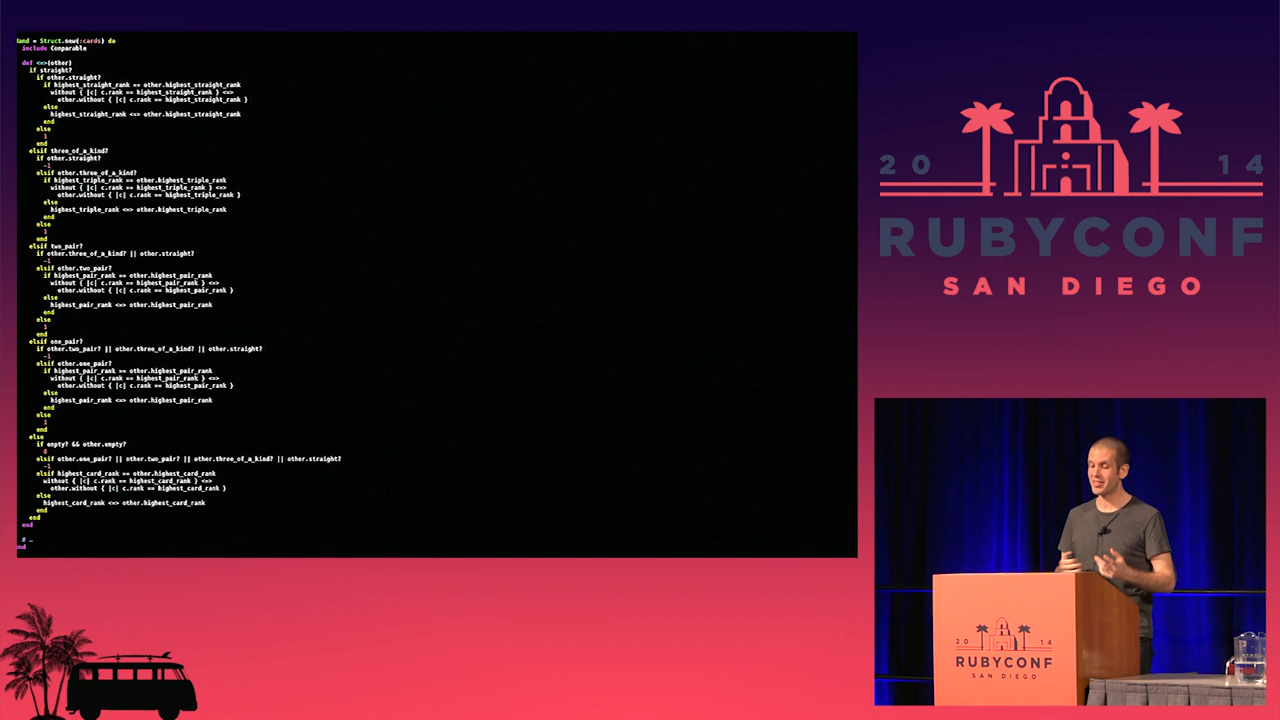 Hand = Struct.new(:cards) do
include Comparable
def <=>(other)
if straight?
if other.straight?
if highest_straight_rank == other.highest_straight_rank
without { |c| c.rank == highest_straight_rank } <=>
other.without { |c| c.rank == highest_straight_rank }
else
highest_straight_rank <=> other.highest_straight_rank
end
else
1
end
elsif three_of_a_kind?
if other.straight?
-1
elsif other.three_of_a_kind?
if highest_triple_rank == other.highest_triple_rank
without { |c| c.rank == highest_triple_rank } <=>
other.without { |c| c.rank == highest_triple_rank }
else
highest_triple_rank <=> other.highest_triple_rank
end
else
1
end
elsif two_pair?
if other.three_of_a_kind? || other.straight?
-1
elsif other.two_pair?
if highest_pair_rank == other.highest_pair_rank
without { |c| c.rank == highest_pair_rank } <=>
other.without { |c| c.rank == highest_pair_rank }
else
highest_pair_rank <=> other.highest_pair_rank
end
else
1
end
elsif one_pair?
if other.two_pair? || other.three_of_a_kind? || other.straight?
-1
elsif other.one_pair?
if highest_pair_rank == other.highest_pair_rank
without { |c| c.rank == highest_pair_rank } <=>
other.without { |c| c.rank == highest_pair_rank }
else
highest_pair_rank <=> other.highest_pair_rank
end
else
1
end
else
if empty? && other.empty?
0
elsif other.one_pair? || other.two_pair? || other.three_of_a_kind? || other.straight?
-1
elsif highest_card_rank == other.highest_card_rank
without { |c| c.rank == highest_card_rank } <=>
other.without { |c| c.rank == highest_card_rank }
else
highest_card_rank <=> other.highest_card_rank
end
end
end
# …
end
20 14
RUBYCONF
SAN DIEGO
20 14
RUBYCONF
SAN DIEGO